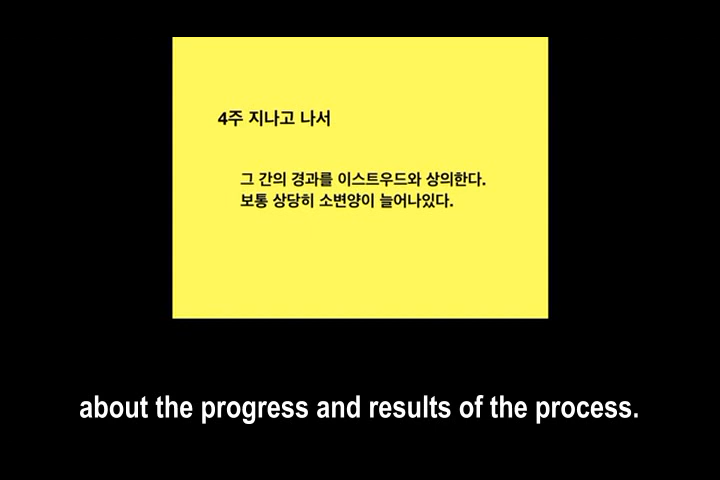 4주 지나고 나서
그 간의 경과를 이스트우드와 상의한다.
보통 상당히 소변양이 늘어나있다.
about the progress and results of the process.